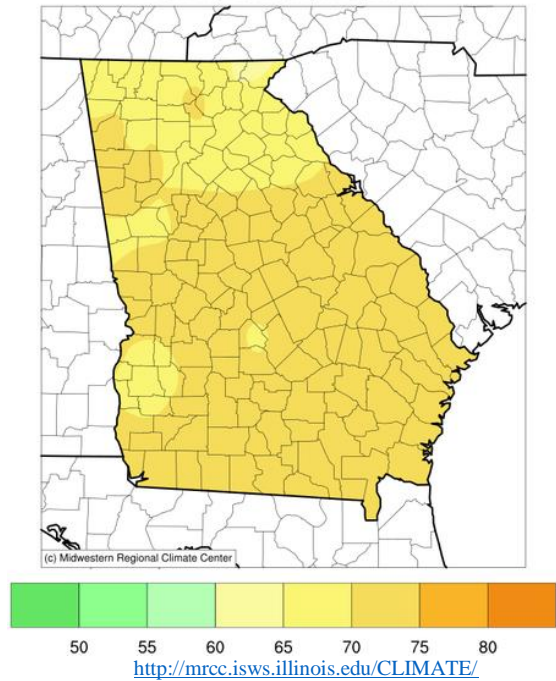 (c) Midwestern Regional Climate Center
50 55 60 65 70 75 80
http://mrcc.isws.illinois.edu/CLIMATE/